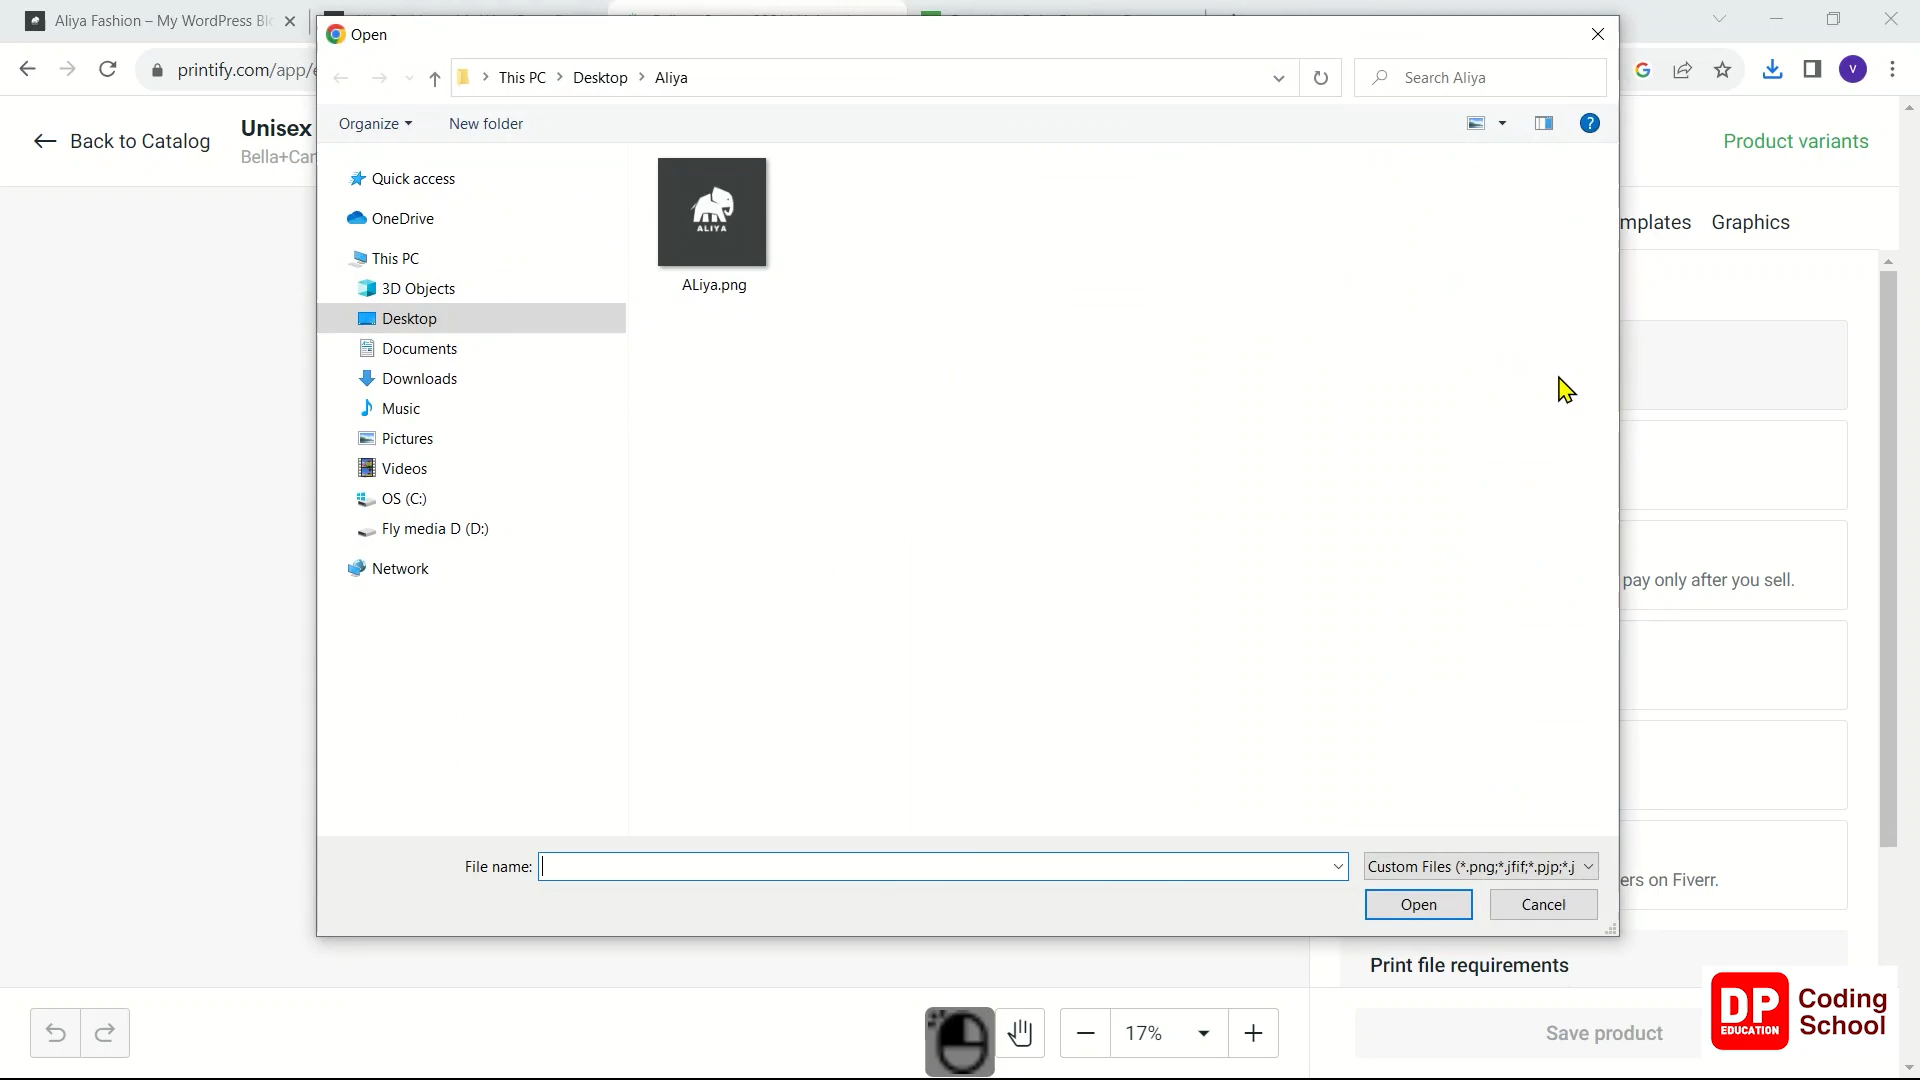 Aliya Fashion – My WordPress Bl
Open
printify.com/app/e
This PC
Desktop
Aliya
Search Aliya
V
Organize
New folder
Back to Catalog
Unisex
Bella+Can
Product variants
ALIYA
ALiya.png
Quick access
OneDrive
This PC
3D Objects
Desktop
Documents
Downloads
Music
Pictures
Videos
OS (C:)
Fly media D (D:)
Network
mplates
Graphics
pay only after you sell.
ers on Fiverr.
File name:
Custom Files (*.png;*.jfif;*.pjp;*.j
Open
Cancel
Print file requirements
17%
Save product
DP
EDUCATION
Coding
School